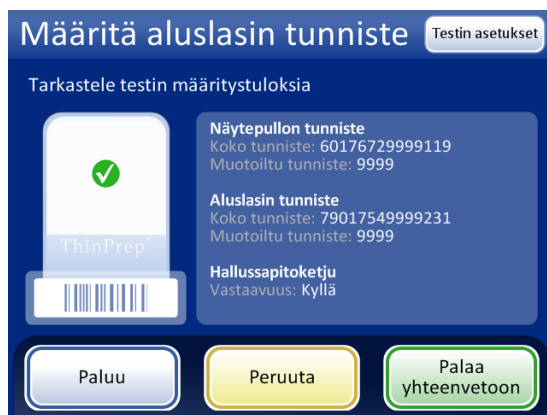 Määritä aluslasin tunniste
Testin asetukset
Tarkastele testin määritystuloksia
ThinPrep®
Näytepullon tunniste
Koko tunniste: 60176729999119
Muotoiltu tunniste: 9999
Aluslasin tunniste
Koko tunniste: 79017549999231
Muotoiltu tunniste: 9999
Hallussapitoketju
Vastaavuus: Kyllä
Paluu
Peruuta
Palaa
yhteenvetoon